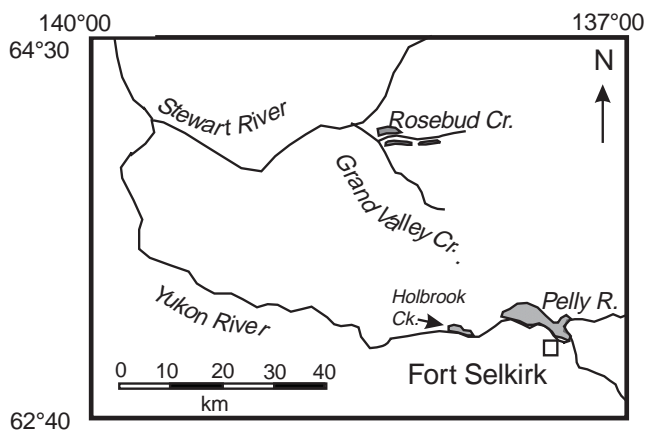 140°00
137°00
64°30
N
Stewart River
Rosebud Cr.
Grand Valley Cr.
Holbrook
Ck.
Pelly R.
Yukon River
Fort Selkirk
0 10 20 30 40
km
62°40